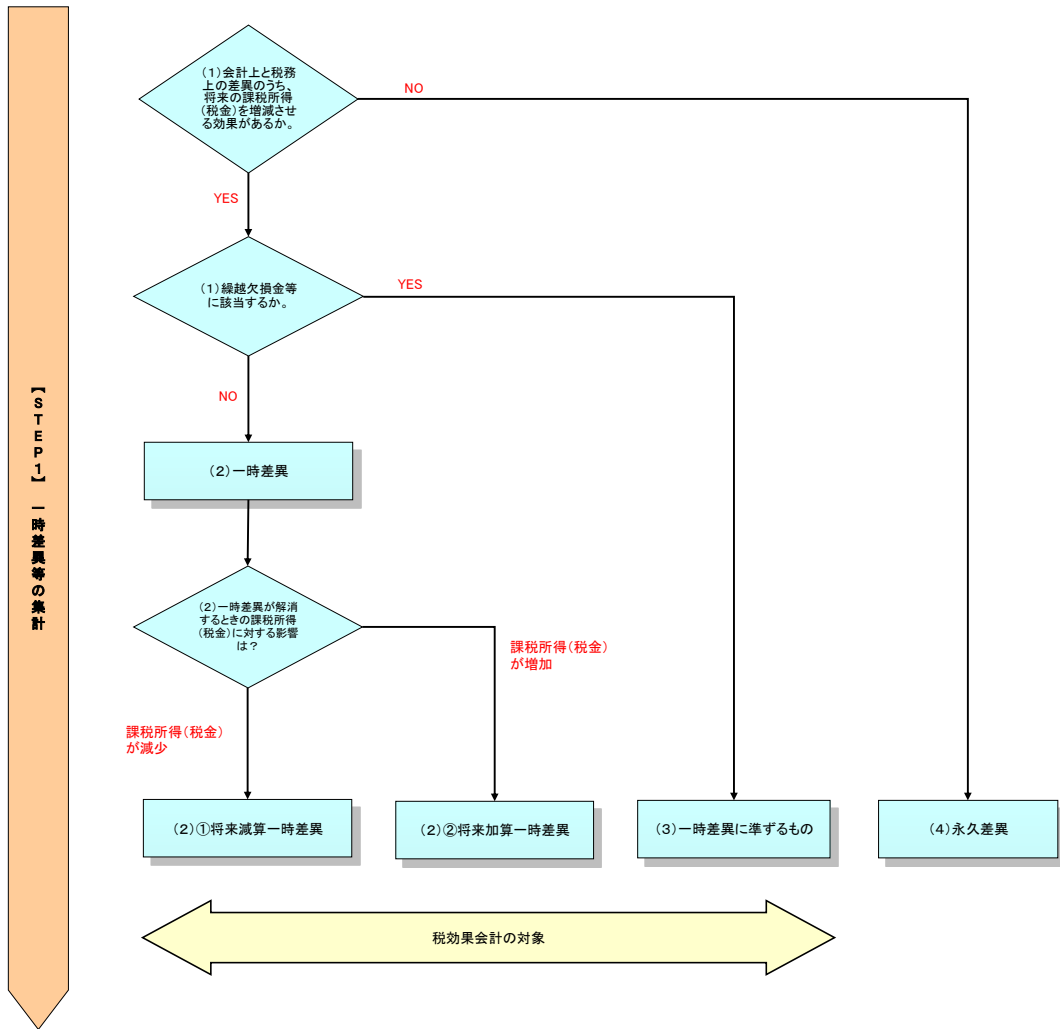 【STEP1】 一時差異等の集計
(1)会計上と税務
上の差異のうち、
将来の課税所得
(税金)を増減させ
る効果があるか。
NO
YES
(1)繰越欠損金等
に該当するか。
YES
NO
(2)一時差異
(2)一時差異が解消
するときの課税所得
(税金)に対する影響
は？
課税所得(税金)
が増加
課税所得(税金)
が減少
(2)①将来減算一時差異
(2)②将来加算一時差異
(3)一時差異に準ずるもの
(4)永久差異
税効果会計の対象